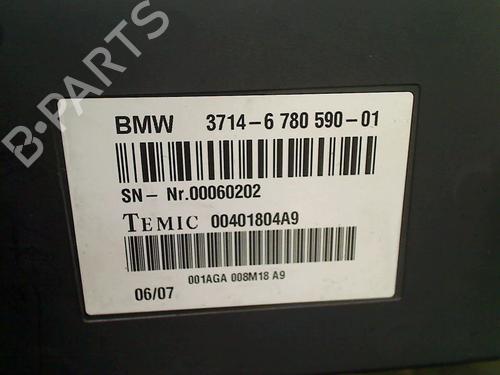 B-PARTS
BMW 3714-6 780 590-01
SN- Nr.00060202
TEMIC 00401804A9
001AGA 008M18 A9
06/07